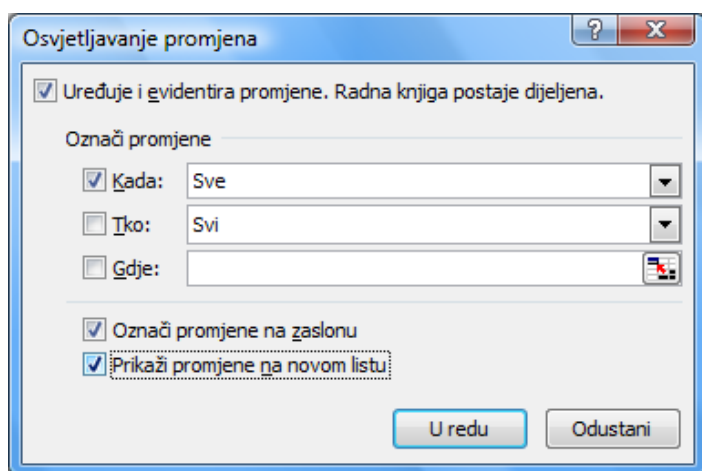 Osvjetljavanje promjena
Uređuje i evidentira promjene. Radna knjiga postaje dijeljena.
Označi promjene
Kada: Sve
Tko: Svi
Gdje:
Označi promjene na zaslonu
Prikaži promjene na novom listu
U redu Odustani